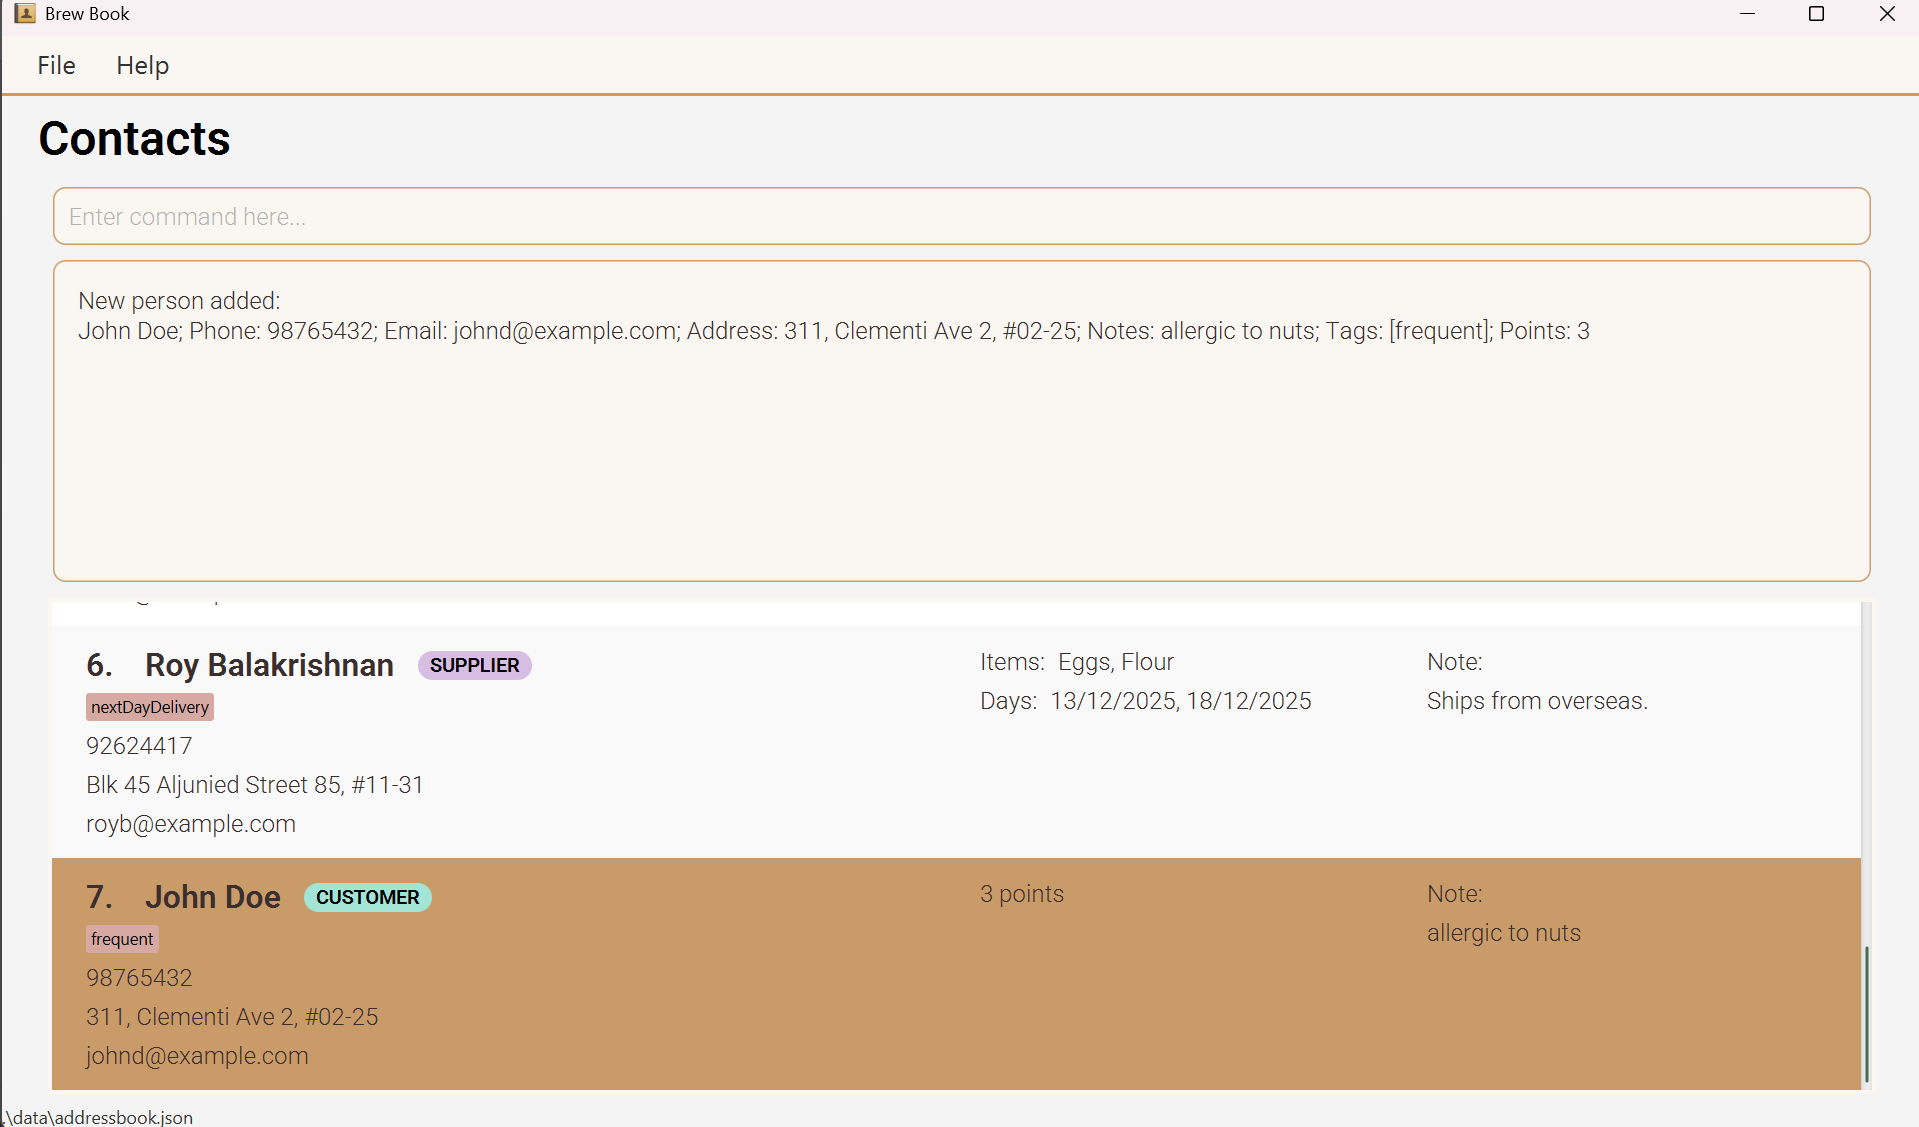 Brew Book
File Help
Contacts
Enter command here...
New person added:
John Doe; Phone: 98765432; Email: johnd@example.com; Address: 311, Clementi Ave 2, #02-25; Notes: allergic to nuts; Tags: [frequent]; Points: 3
6. Roy Balakrishnan SUPPLIER
nextDayDelivery
92624417
Blk 45 Aljunied Street 85, #11-31
royb@example.com
Items: Eggs, Flour
Days: 13/12/2025, 18/12/2025
Note:
Ships from overseas.
7. John Doe CUSTOMER
frequent
98765432
311, Clementi Ave 2, #02-25
johnd@example.com
3 points
Note:
allergic to nuts
.\data\addressbook.json